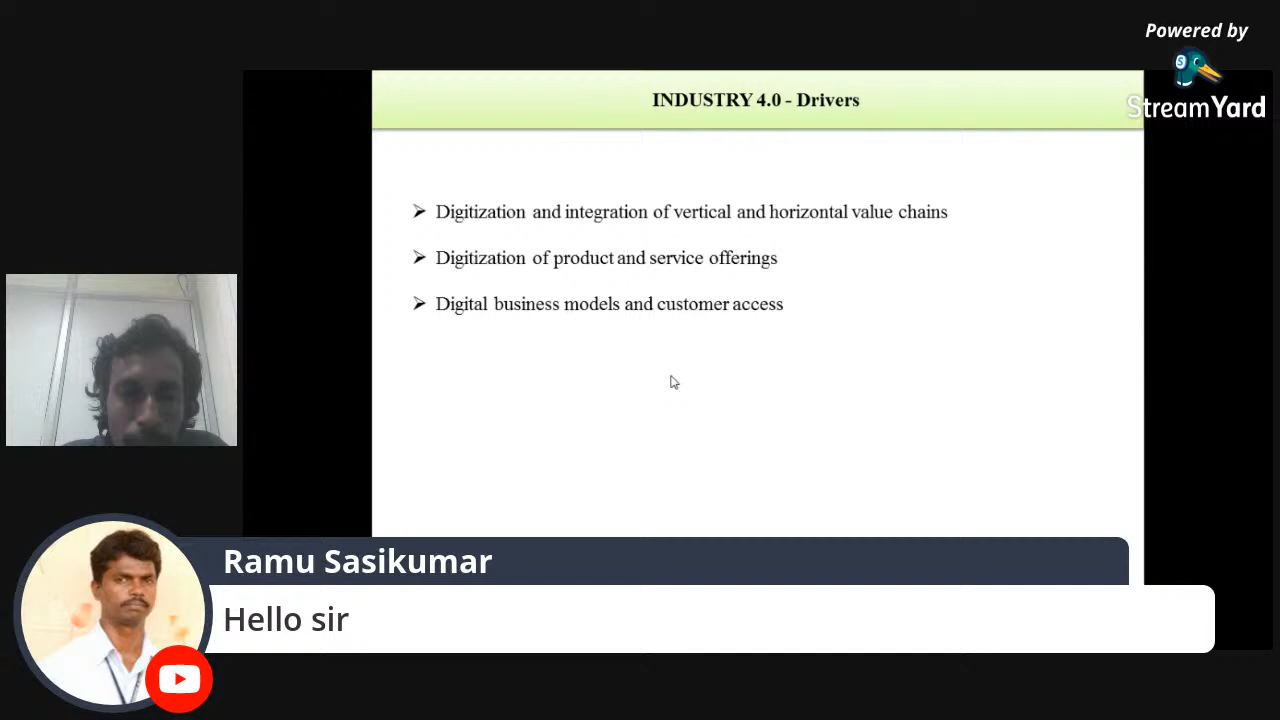 Powered by
StreamYard
INDUSTRY 4.0 - Drivers
➢ Digitization and integration of vertical and horizontal value chains
➢ Digitization of product and service offerings
➢ Digital business models and customer access
Ramu Sasikumar
Hello sir